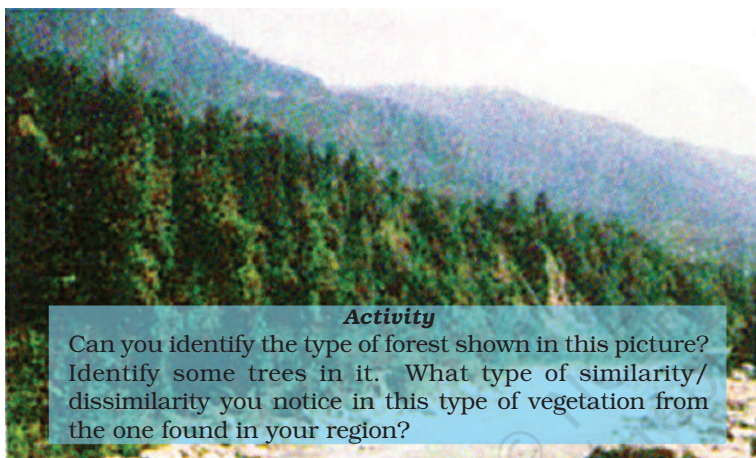 Activity
Can you identify the type of forest shown in this picture?
Identify some trees in it. What type of similarity/
dissimilarity you notice in this type of vegetation from
the one found in your region?